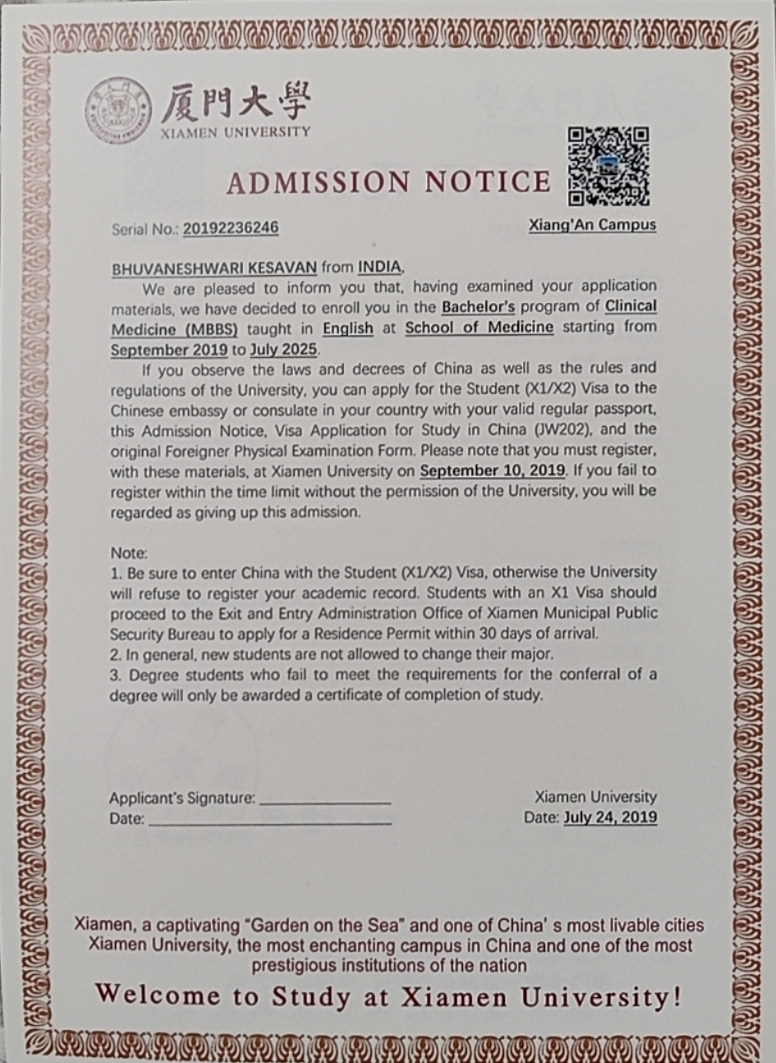 厦門大學
XIAMEN UNIVERSITY
ADMISSION NOTICE
Serial No.: 20192236246
Xiang'An Campus
BHUVANESHWARI KESAVAN from INDIA,
We are pleased to inform you that, having examined your application
materials, we have decided to enroll you in the Bachelor's program of Clinical
Medicine (MBBS) taught in English at School of Medicine starting from
September 2019 to July 2025.
If you observe the laws and decrees of China as well as the rules and
regulations of the University, you can apply for the Student (X1/X2) Visa to the
Chinese embassy or consulate in your country with your valid regular passport,
this Admission Notice, Visa Application for Study in China (JW202), and the
original Foreigner Physical Examination Form. Please note that you must register,
with these materials, at Xiamen University on September 10, 2019. If you fail to
register within the time limit without the permission of the University, you will be
regarded as giving up this admission.
Note:
1. Be sure to enter China with the Student (X1/X2) Visa, otherwise the University
will refuse to register your academic record. Students with an X1 Visa should
proceed to the Exit and Entry Administration Office of Xiamen Municipal Public
Security Bureau to apply for a Residence Permit within 30 days of arrival.
2. In general, new students are not allowed to change their major.
3. Degree students who fail to meet the requirements for the conferral of a
degree will only be awarded a certificate of completion of study.
Applicant's Signature:
Xiamen University
Date:
Date: July 24, 2019
Xiamen, a captivating "Garden on the Sea" and one of China' s most livable cities
Xiamen University, the most enchanting campus in China and one of the most
prestigious institutions of the nation
Welcome to Study at Xiamen University!